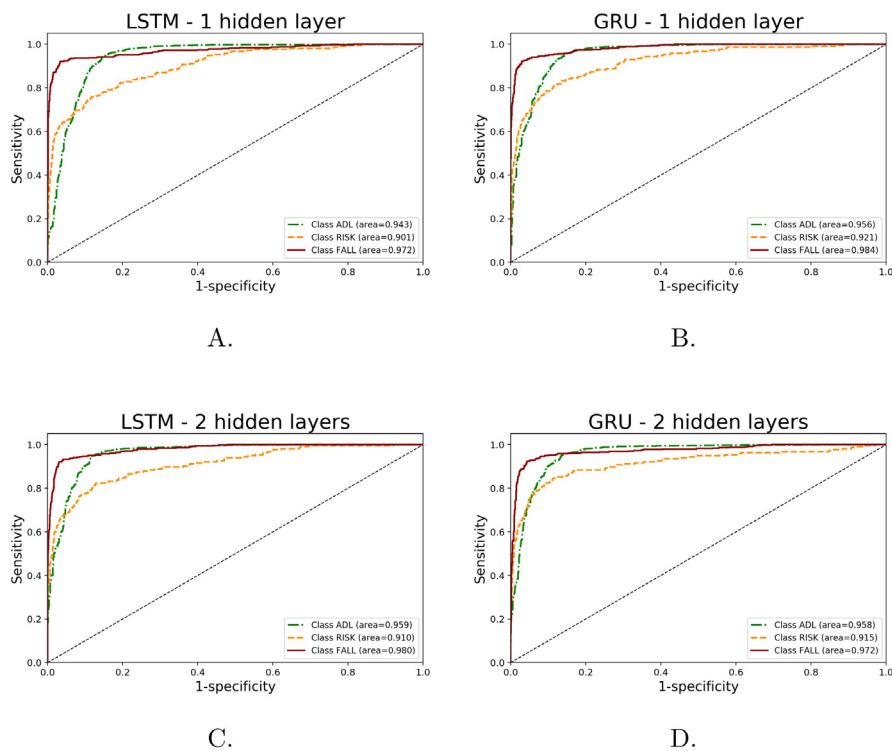 LSTM - 1 hidden layer
1.0
0.8
0.6
0.4
0.2
0.0
Sensitivity
Class ADL (area=0.943)
Class RISK (area=0.901)
Class FALL (area=0.972)
0.0 0.2 0.4 0.6 0.8 1.0
1-specificity
A.
GRU - 1 hidden layer
1.0
0.8
0.6
0.4
0.2
0.0
Sensitivity
Class ADL (area=0.956)
Class RISK (area=0.921)
Class FALL (area=0.984)
0.0 0.2 0.4 0.6 0.8 1.0
1-specificity
B.
LSTM - 2 hidden layers
1.0
0.8
0.6
0.4
0.2
0.0
Sensitivity
Class ADL (area=0.959)
Class RISK (area=0.910)
Class FALL (area=0.980)
0.0 0.2 0.4 0.6 0.8 1.0
1-specificity
C.
GRU - 2 hidden layers
1.0
0.8
0.6
0.4
0.2
0.0
Sensitivity
Class ADL (area=0.958)
Class RISK (area=0.915)
Class FALL (area=0.972)
0.0 0.2 0.4 0.6 0.8 1.0
1-specificity
D.